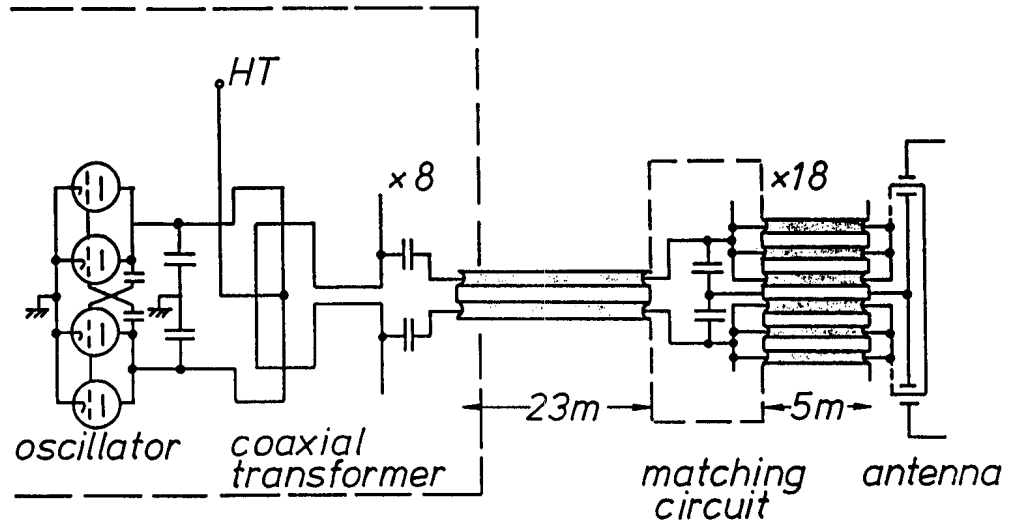 HT
×8
×18
23m
5m
oscillator
coaxial
transformer
matching
circuit
antenna